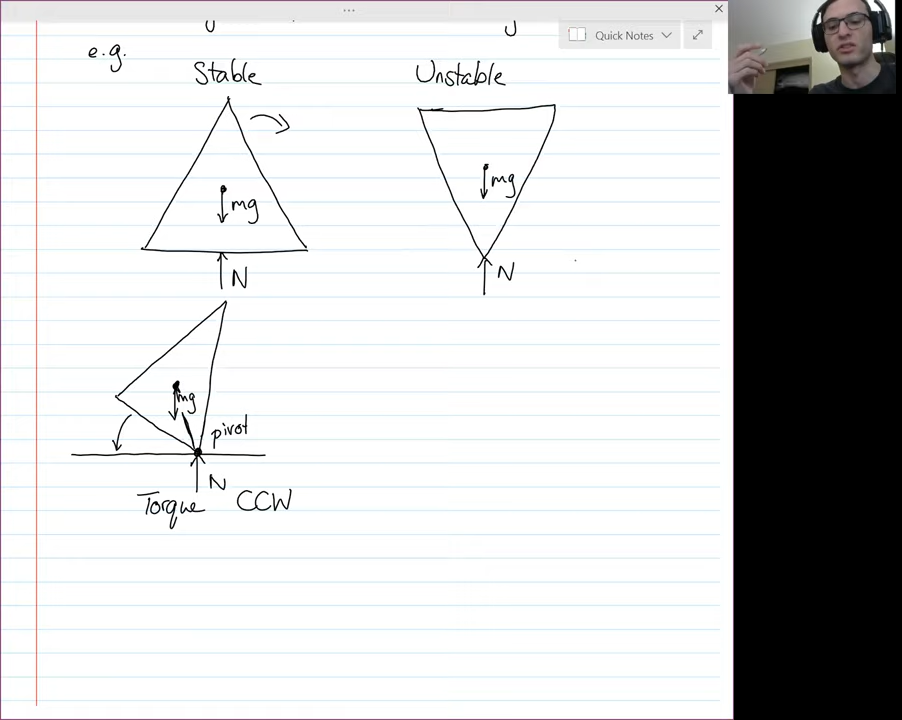 Quick Notes
e.g.
Stable
Unstable
mg
mg
N
N
mg
pivot
N
Torque CCW